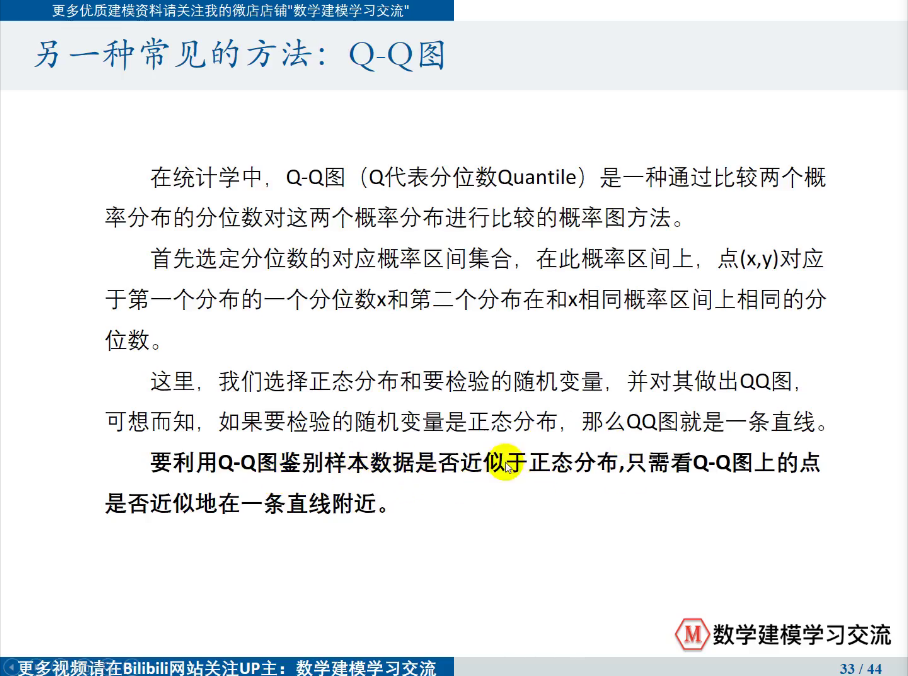 更多优质建模资料请关注我的微店店铺"数学建模学习交流"
另一种常见的方法：Q-Q图
在统计学中，Q-Q图（Q代表分位数Quantile）是一种通过比较两个概
率分布的分位数对这两个概率分布进行比较的概率图方法。
首先选定分位数的对应概率区间集合，在此概率区间上，点(x,y)对应
于第一个分布的一个分位数x和第二个分布在和x相同概率区间上相同的分
位数。
这里，我们选择正态分布和要检验的随机变量，并对其做出QQ图，
可想而知，如果要检验的随机变量是正态分布，那么QQ图就是一条直线。
要利用Q-Q图鉴别样本数据是否近似于正态分布,只需看Q-Q图上的点
是否近似地在一条直线附近。
M 数学建模学习交流
更多视频请在Bilibili网站关注UP主：数学建模学习交流
33 / 44